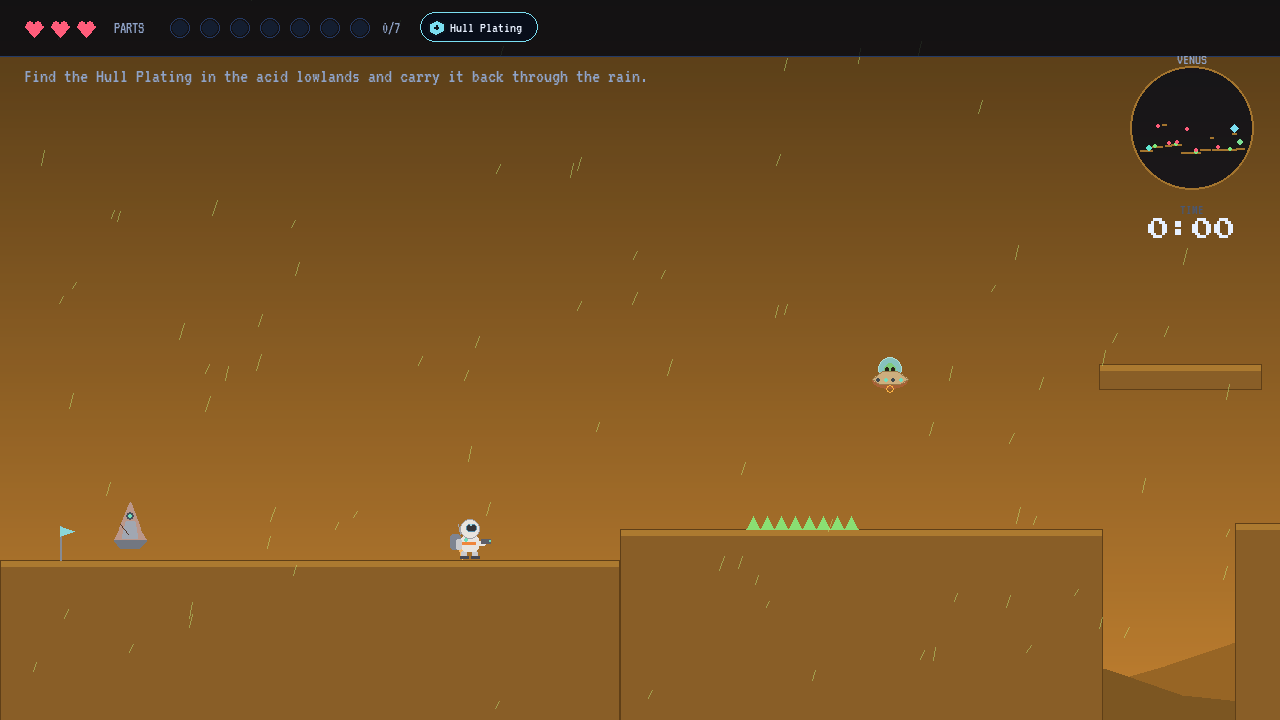 PARTS 0/7 Hull Plating
Find the Hull Plating in the acid lowlands and carry it back through the rain.
VENUS
TIME
0:00